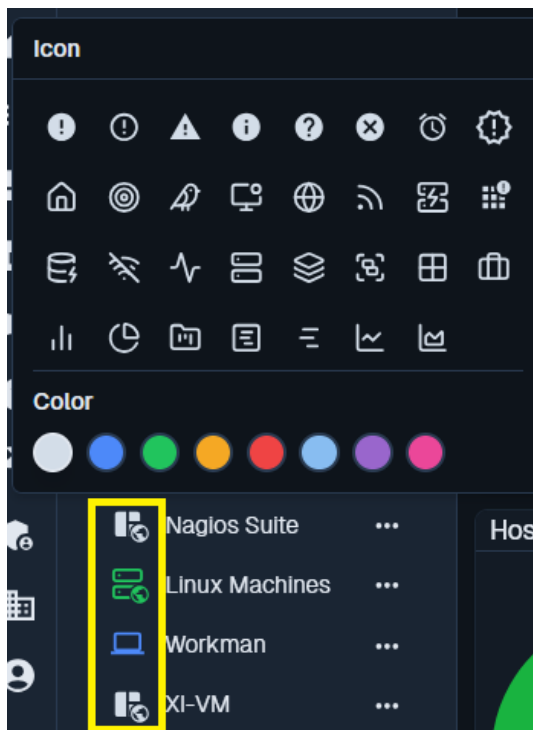 Icon
Color
Nagios Suite
Linux Machines
Workman
XI-VM
Hos